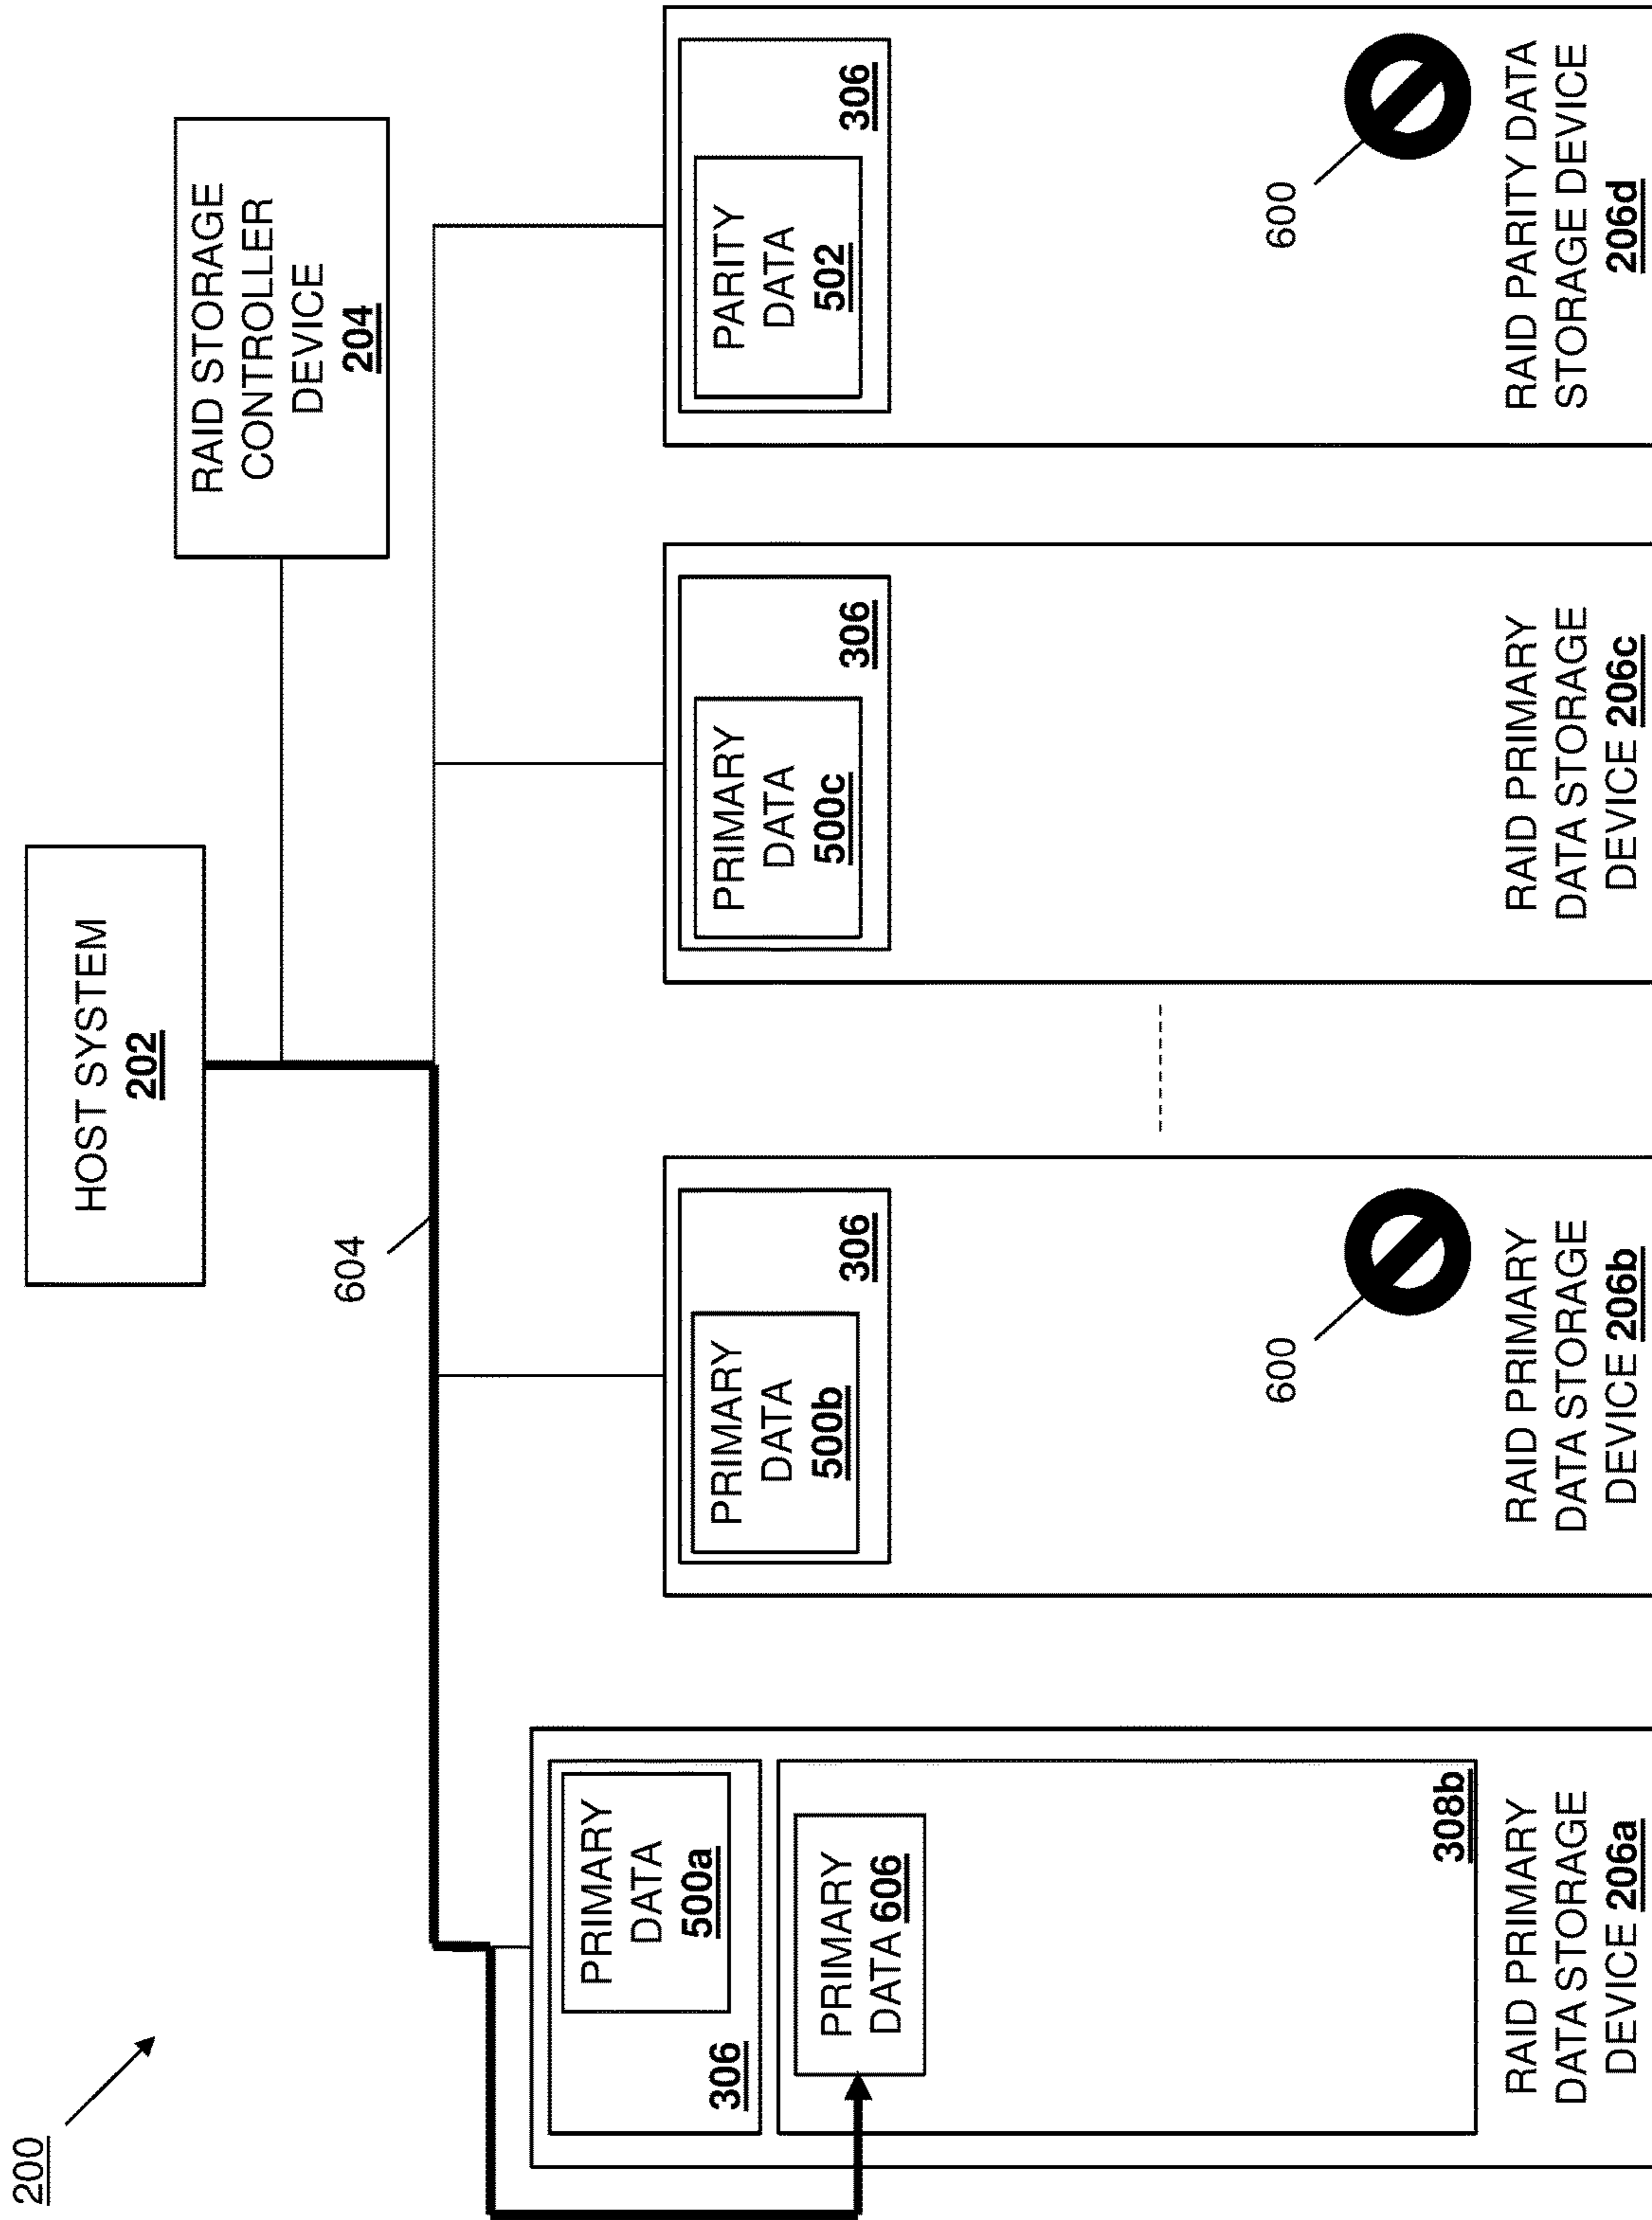 200
HOST SYSTEM
202
RAID STORAGE
CONTROLLER
DEVICE
204
604
PRIMARY
DATA
500a
306
PRIMARY
DATA 606
308b
RAID PRIMARY
DATA STORAGE
DEVICE 206a
PRIMARY
DATA
500b
306
600
RAID PRIMARY
DATA STORAGE
DEVICE 206b
PRIMARY
DATA
500c
306
RAID PRIMARY
DATA STORAGE
DEVICE 206c
PARITY
DATA
502
306
600
RAID PARITY DATA
STORAGE DEVICE
206d